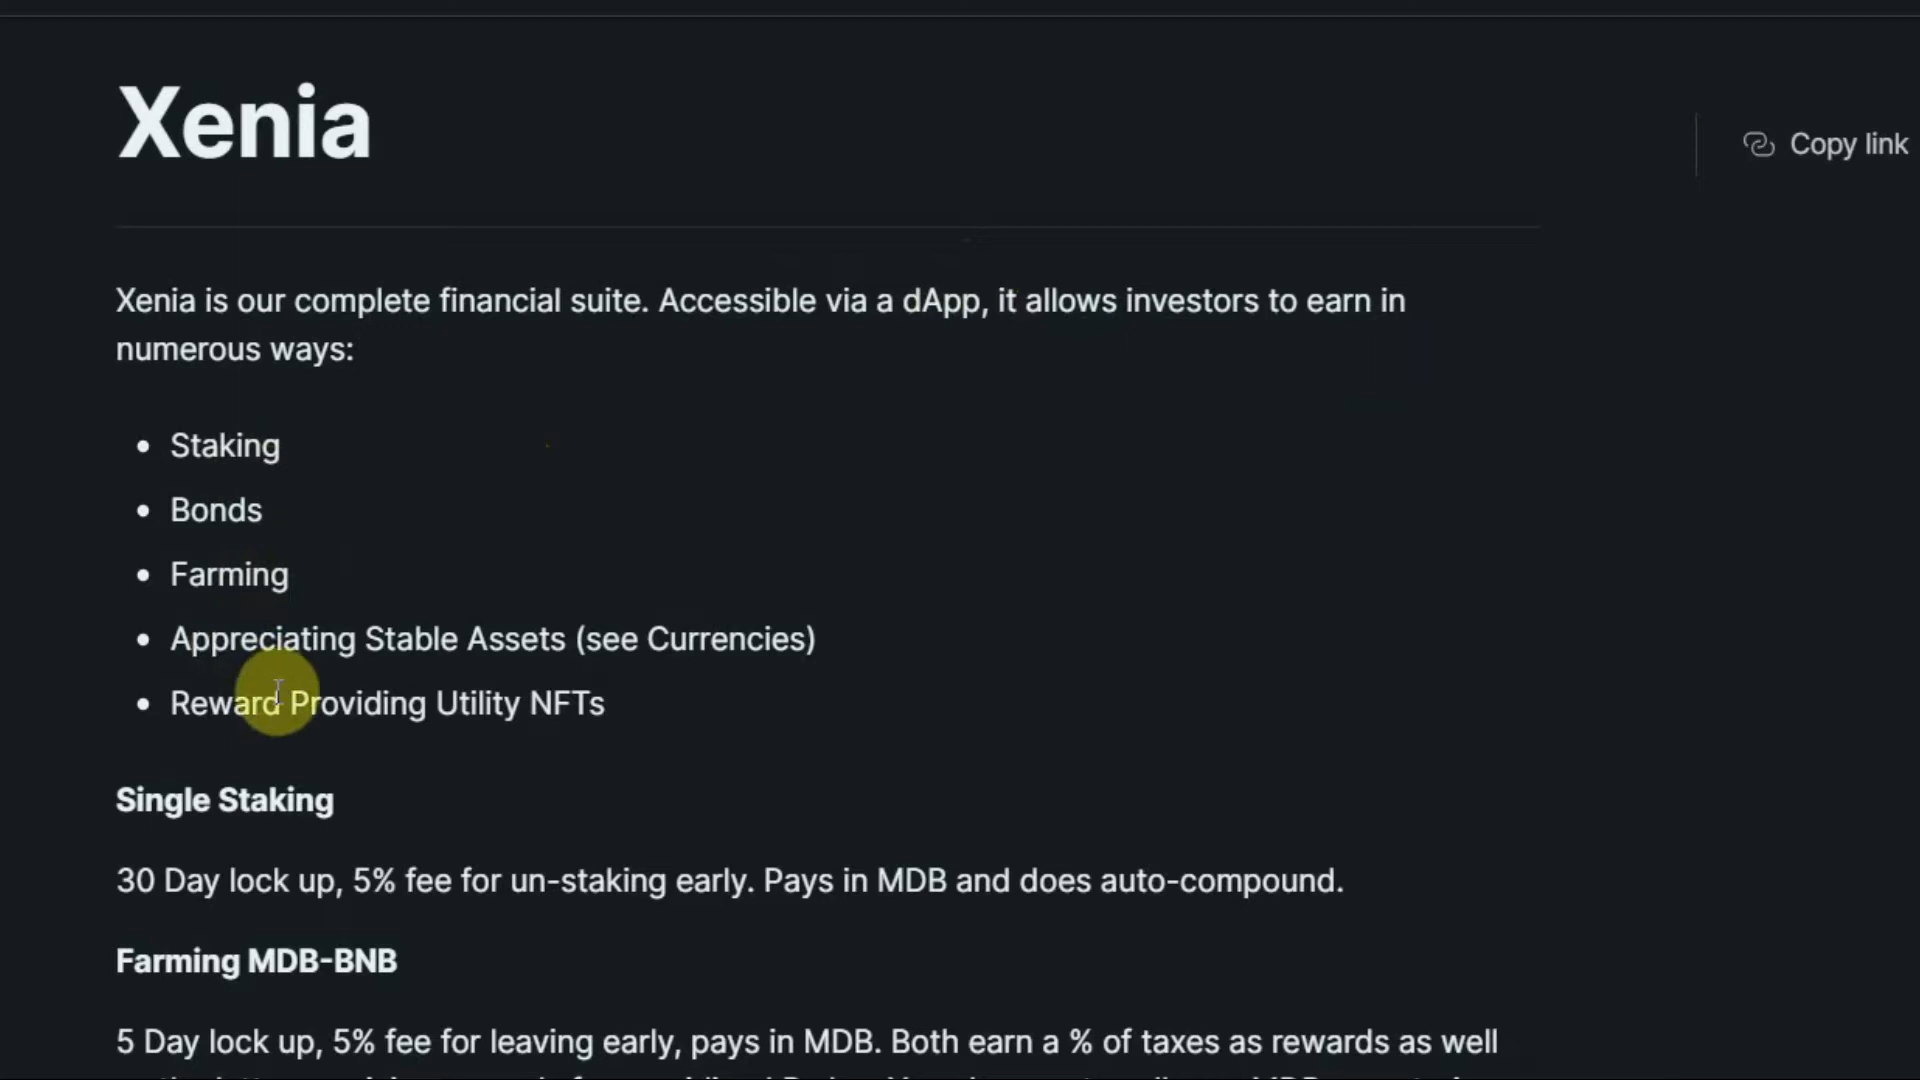 Xenia
Copy link
Xenia is our complete financial suite. Accessible via a dApp, it allows investors to earn in
numerous ways:
• Staking
• Bonds
• Farming
• Appreciating Stable Assets (see Currencies)
• Reward Providing Utility NFTs
Single Staking
30 Day lock up, 5% fee for un-staking early. Pays in MDB and does auto-compound.
Farming MDB-BNB
5 Day lock up, 5% fee for leaving early, pays in MDB. Both earn a % of taxes as rewards as well